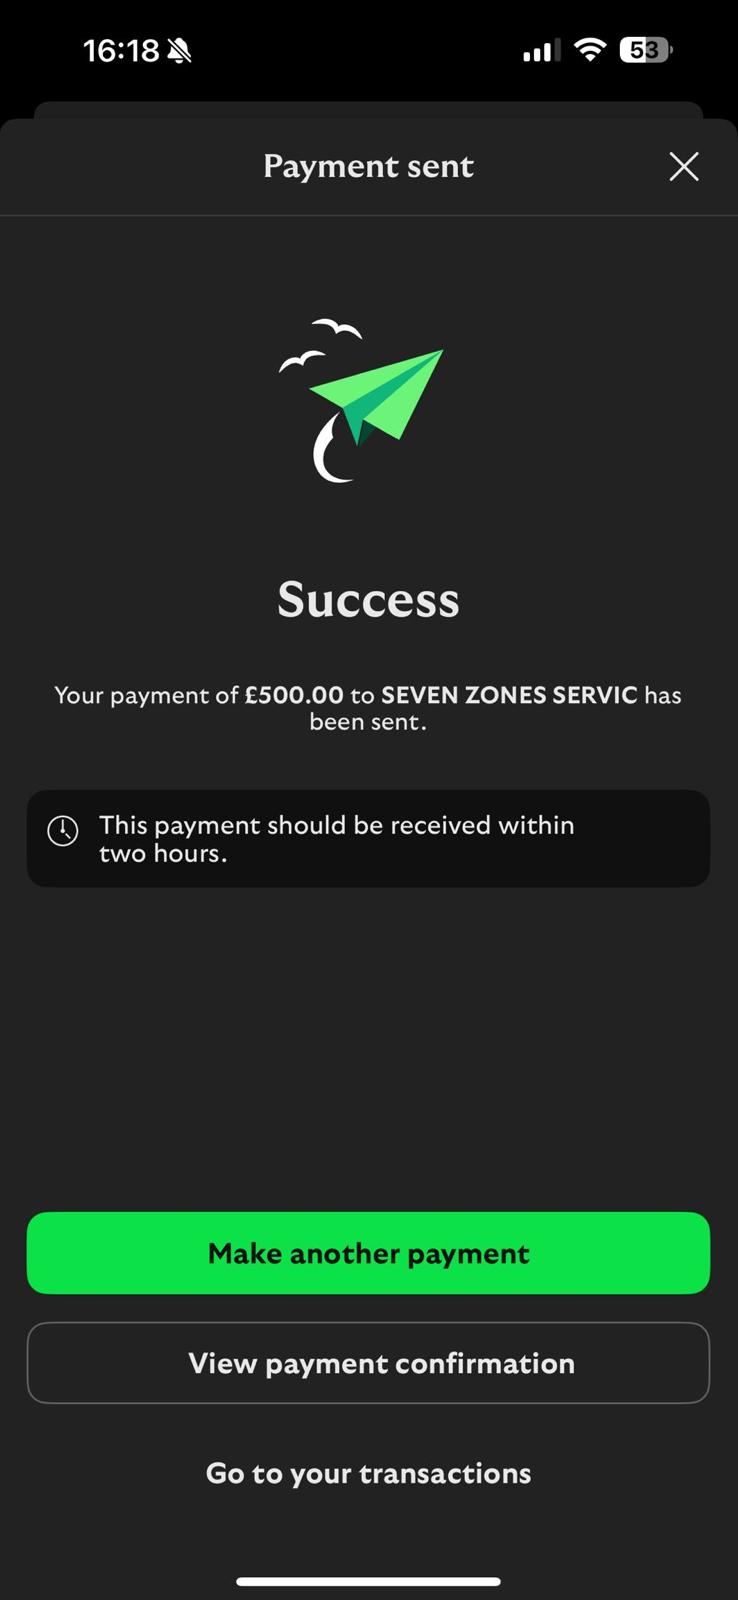 16:18
53
Payment sent
Success
Your payment of £500.00 to SEVEN ZONES SERVIC has
been sent.
This payment should be received within
two hours.
Make another payment
View payment confirmation
Go to your transactions